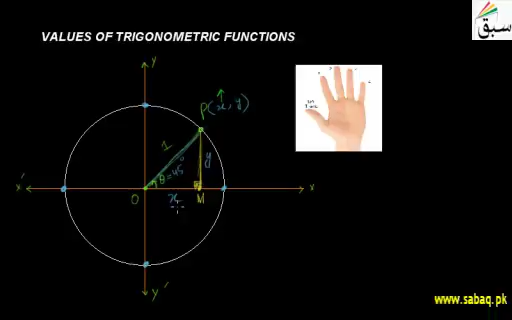 سبق
VALUES OF TRIGONOMETRIC FUNCTIONS
y
P(x, y)
1
y
θ=45°
x'
x
O
x
M
y'
www.sabaq.pk